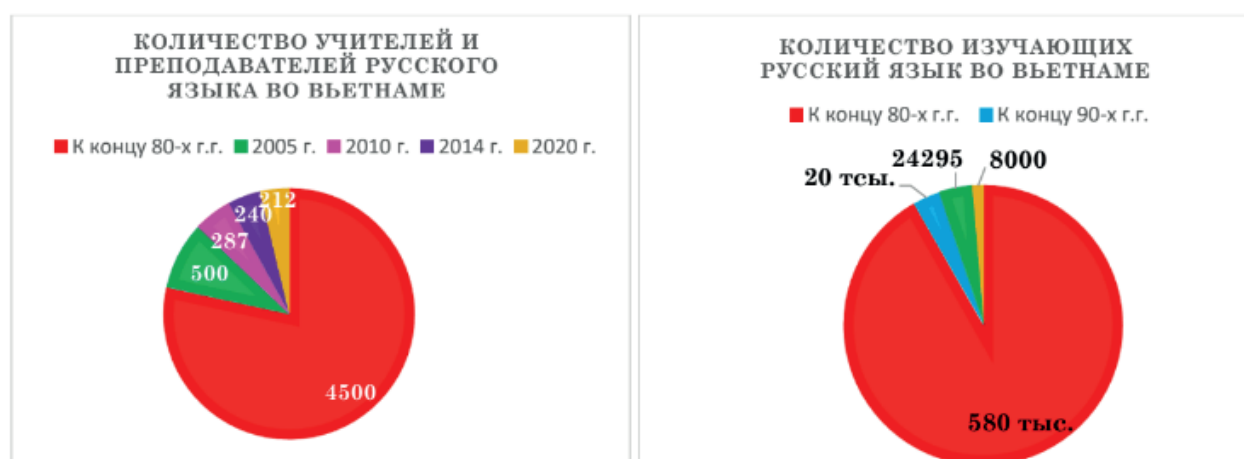 КОЛИЧЕСТВО УЧИТЕЛЕЙ И
ПРЕПОДАВАТЕЛЕЙ РУССКОГО
ЯЗЫКА ВО ВЬЕТНАМЕ
К концу 80-х г.г. 2005 г. 2010 г. 2014 г. 2020 г.
212
240
287
500
4500
КОЛИЧЕСТВО ИЗУЧАЮЩИХ
РУССКИЙ ЯЗЫК ВО ВЬЕТНАМЕ
К концу 80-х г.г. К концу 90-х г.г.
24295
8000
20 тсы.
580 тыс.